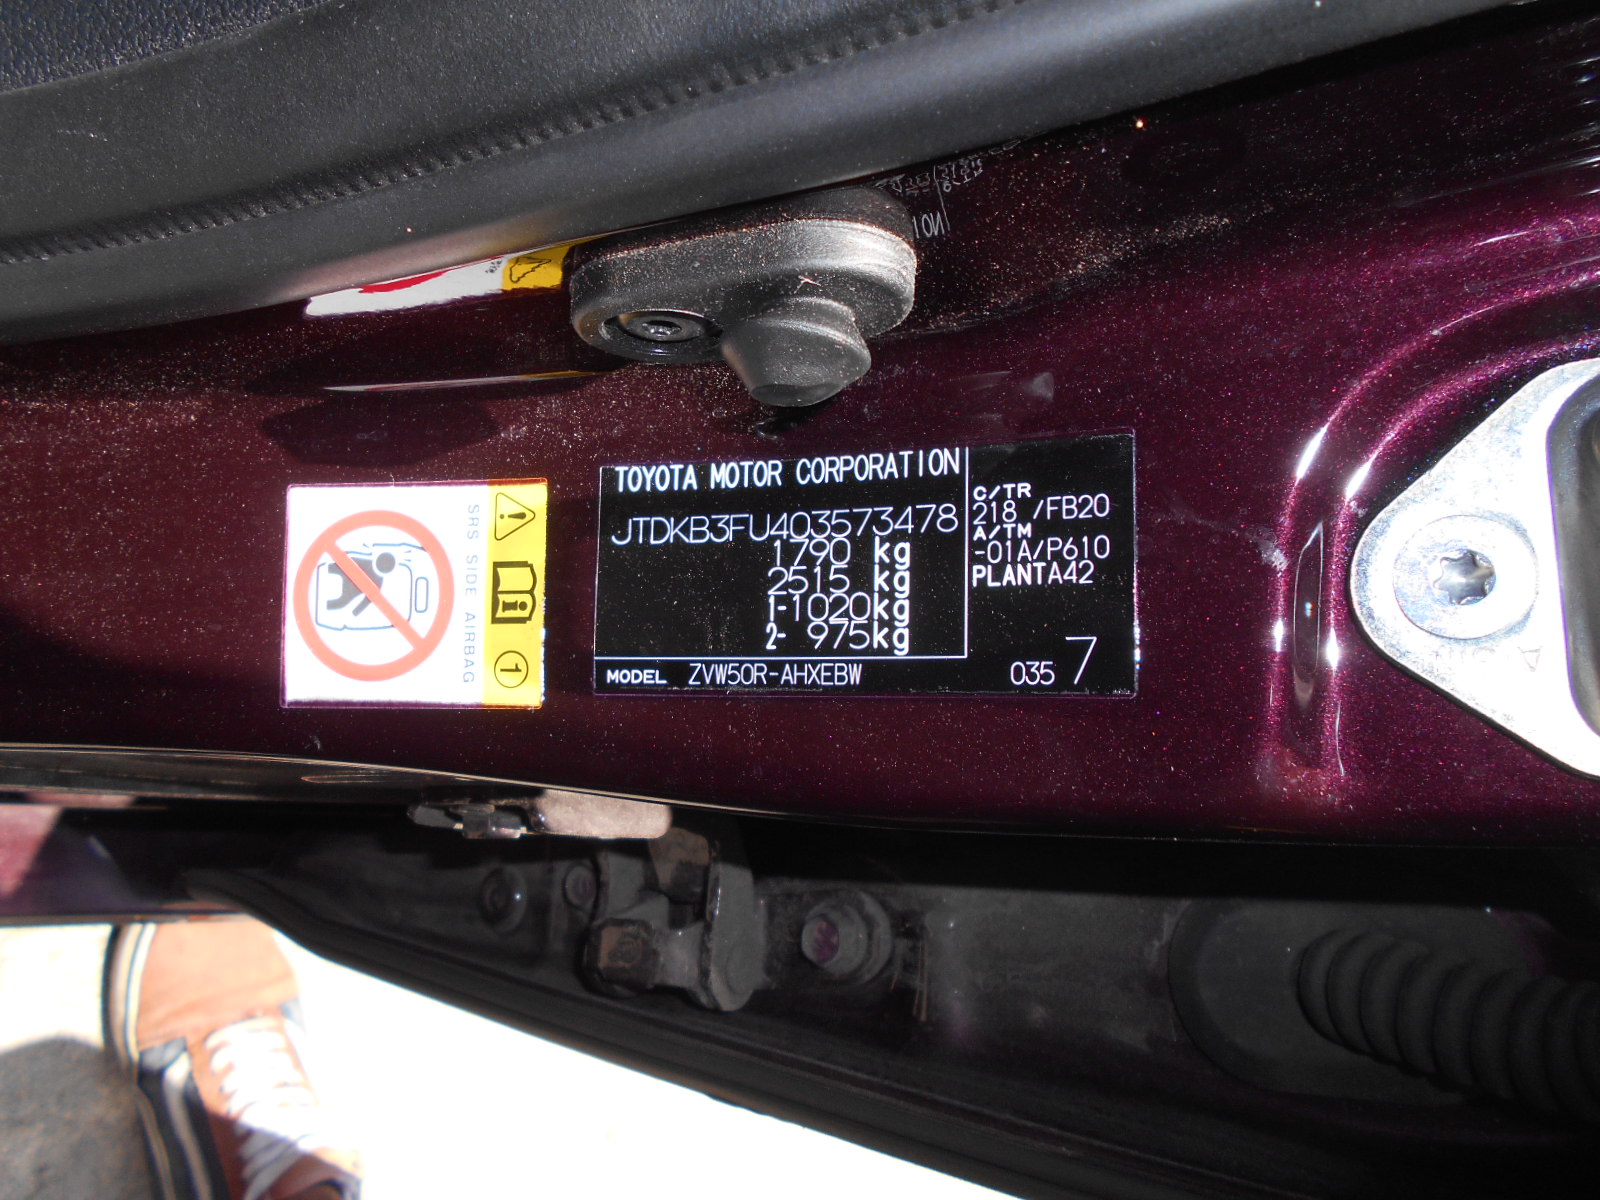 TOYOTA MOTOR CORPORATION
JTDKB3FU403573478
1790 kg
2515 kg
1-1020kg
2- 975kg
MODEL ZVW50R-AHXEBW
C/TR
218 /FB20
A/TM
-01A/P610
PLANTA42
035 7
SRS SIDE AIRBAG
1